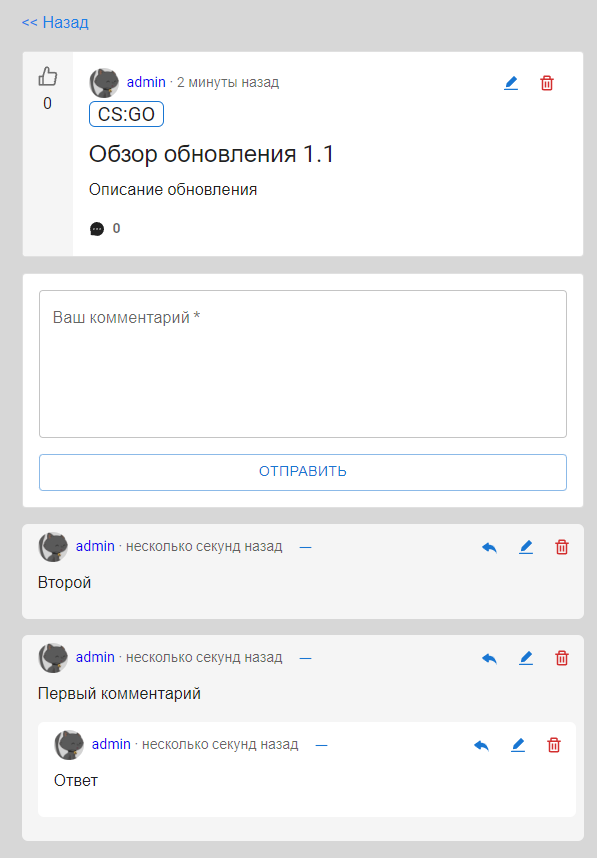 << Назад
admin · 2 минуты назад
0
CS:GO
Обзор обновления 1.1
Описание обновления
0
Ваш комментарий *
ОТПРАВИТЬ
admin · несколько секунд назад —
Второй
admin · несколько секунд назад —
Первый комментарий
admin · несколько секунд назад —
Ответ